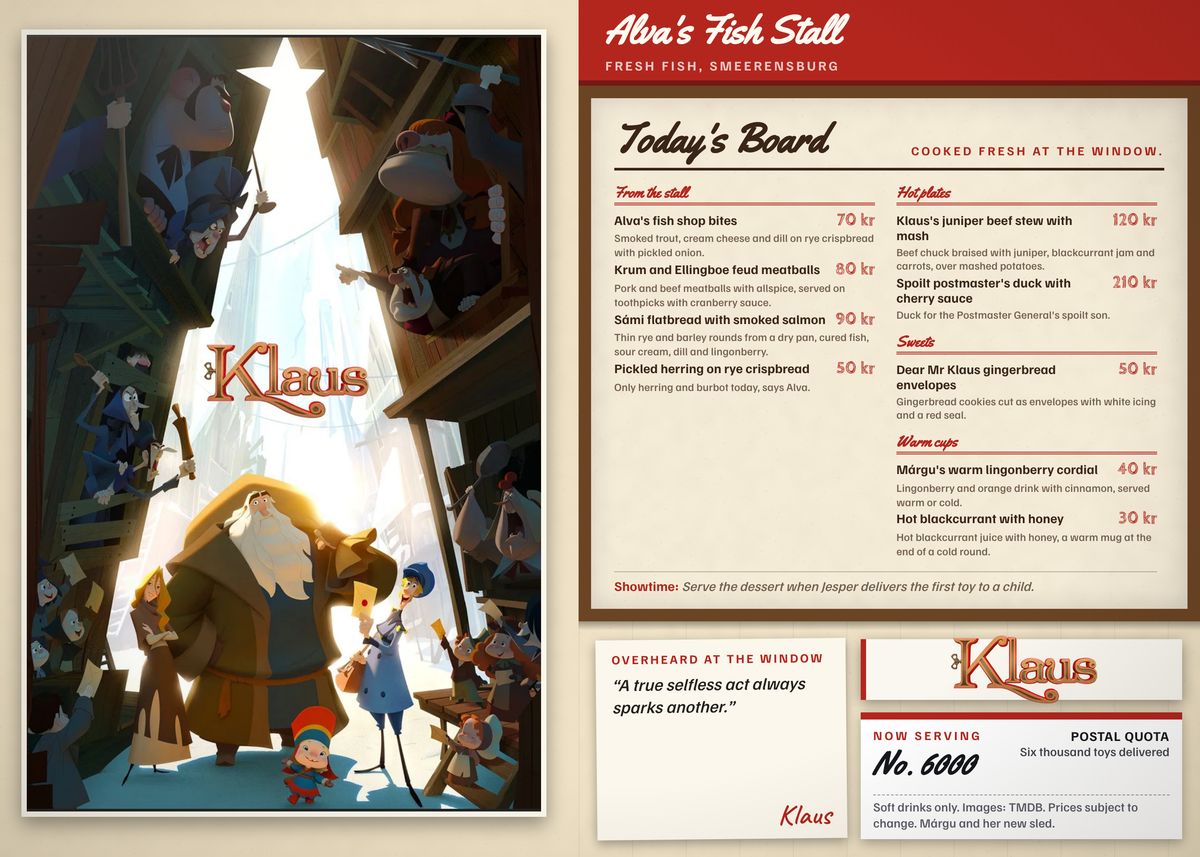 Klaus
Alva's Fish Stall
FRESH FISH, SMEERENSBURG
Today's Board
COOKED FRESH AT THE WINDOW.
From the stall
Alva's fish shop bites 70 kr
Smoked trout, cream cheese and dill on rye crispbread
with pickled onion.
Krum and Ellingboe feud meatballs 80 kr
Pork and beef meatballs with allspice, served on
toothpicks with cranberry sauce.
Sámi flatbread with smoked salmon 90 kr
Thin rye and barley rounds from a dry pan, cured fish,
sour cream, dill and lingonberry.
Pickled herring on rye crispbread 50 kr
Only herring and burbot today, says Alva.
Hot plates
Klaus's juniper beef stew with 120 kr
mash
Beef chuck braised with juniper, blackcurrant jam and
carrots, over mashed potatoes.
Spoilt postmaster's duck with 210 kr
cherry sauce
Duck for the Postmaster General's spoilt son.
Sweets
Dear Mr Klaus gingerbread 50 kr
envelopes
Gingerbread cookies cut as envelopes with white icing
and a red seal.
Warm cups
Márgu's warm lingonberry cordial 40 kr
Lingonberry and orange drink with cinnamon, served
warm or cold.
Hot blackcurrant with honey 30 kr
Hot blackcurrant juice with honey, a warm mug at the
end of a cold round.
Showtime: Serve the dessert when Jesper delivers the first toy to a child.
OVERHEARD AT THE WINDOW
“A true selfless act always
sparks another.”
Klaus
Klaus
NOW SERVING
No. 6000
POSTAL QUOTA
Six thousand toys delivered
Soft drinks only. Images: TMDB. Prices subject to
change. Márgu and her new sled.